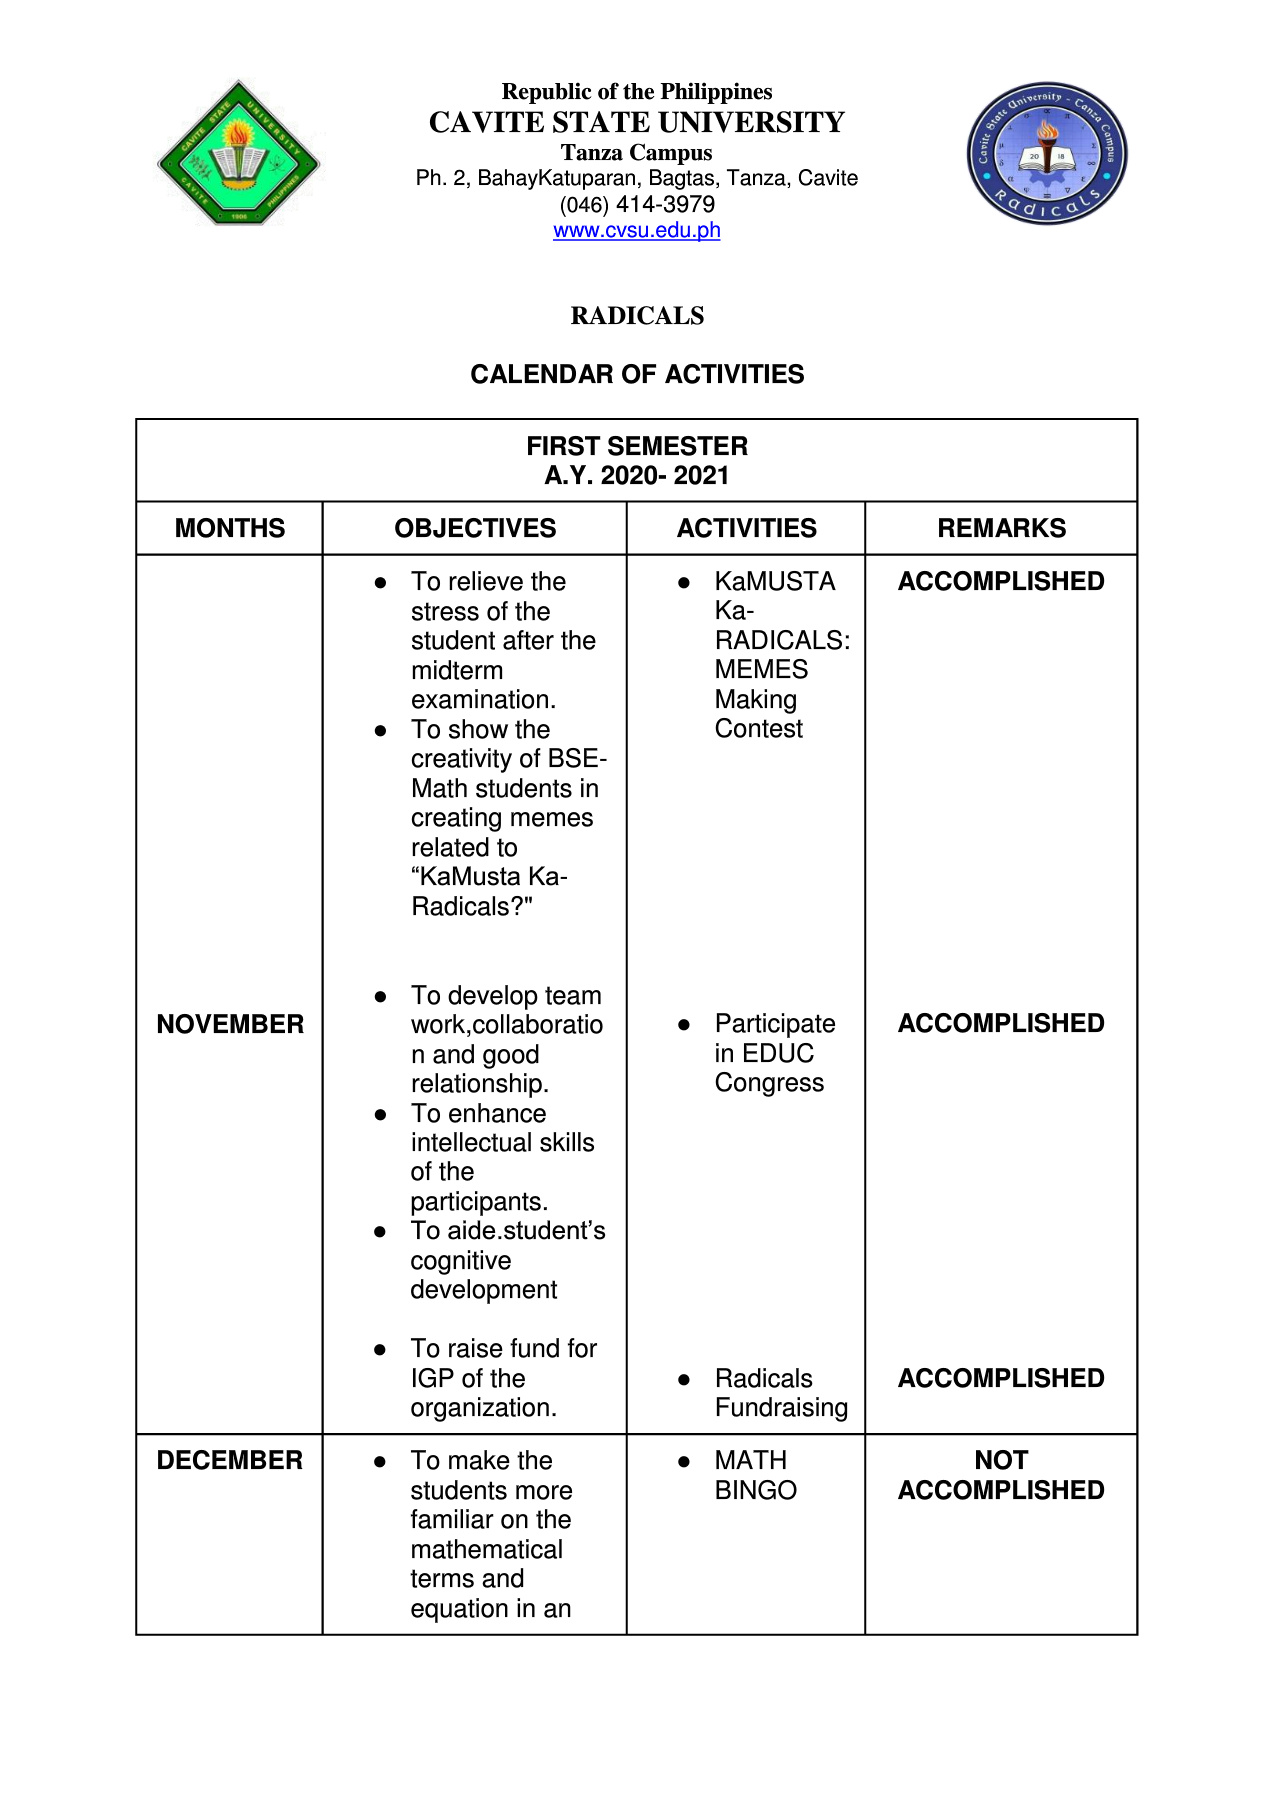 Republic of the Philippines
CAVITE STATE UNIVERSITY
Tanza Campus
Ph. 2, BahayKatuparan, Bagtas, Tanza, Cavite
(046) 414-3979
www.cvsu.edu.ph
CAVITE STATE UNIVERSITY
CAVITE PHILIPPINES
1906
Cavite State University - Tanza Campus
20 18
Radicals
RADICALS
CALENDAR OF ACTIVITIES
FIRST SEMESTER
A.Y. 2020- 2021
MONTHS OBJECTIVES ACTIVITIES REMARKS
NOVEMBER
● To relieve the
stress of the
student after the
midterm
examination.
● To show the
creativity of BSE-
Math students in
creating memes
related to
“KaMusta Ka-
Radicals?"
● To develop team
work,collaboratio
n and good
relationship.
● To enhance
intellectual skills
of the
participants.
● To aide.student’s
cognitive
development
● To raise fund for
IGP of the
organization.
● KaMUSTA
Ka-
RADICALS:
MEMES
Making
Contest
● Participate
in EDUC
Congress
● Radicals
Fundraising
ACCOMPLISHED
ACCOMPLISHED
ACCOMPLISHED
DECEMBER
● To make the
students more
familiar on the
mathematical
terms and
equation in an
● MATH
BINGO
NOT
ACCOMPLISHED